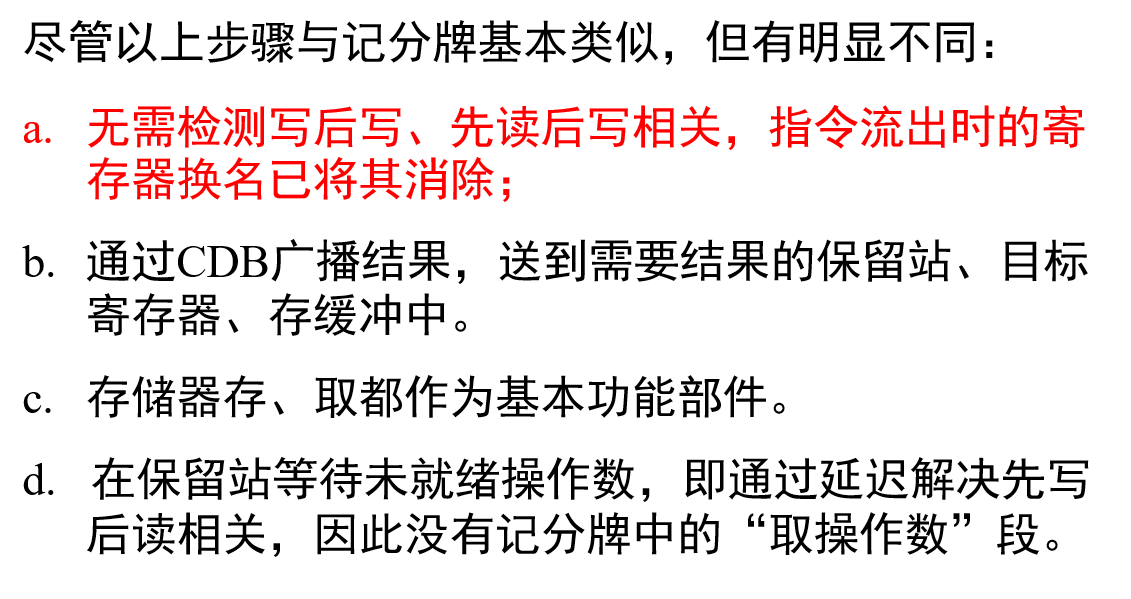 尽管以上步骤与记分牌基本类似，但有明显不同：
a. 无需检测写后写、先读后写相关，指令流出时的寄
存器换名已将其消除；
b. 通过CDB广播结果，送到需要结果的保留站、目标
寄存器、存缓冲中。
c. 存储器存、取都作为基本功能部件。
d. 在保留站等待未就绪操作数，即通过延迟解决先写
后读相关，因此没有记分牌中的“取操作数”段。